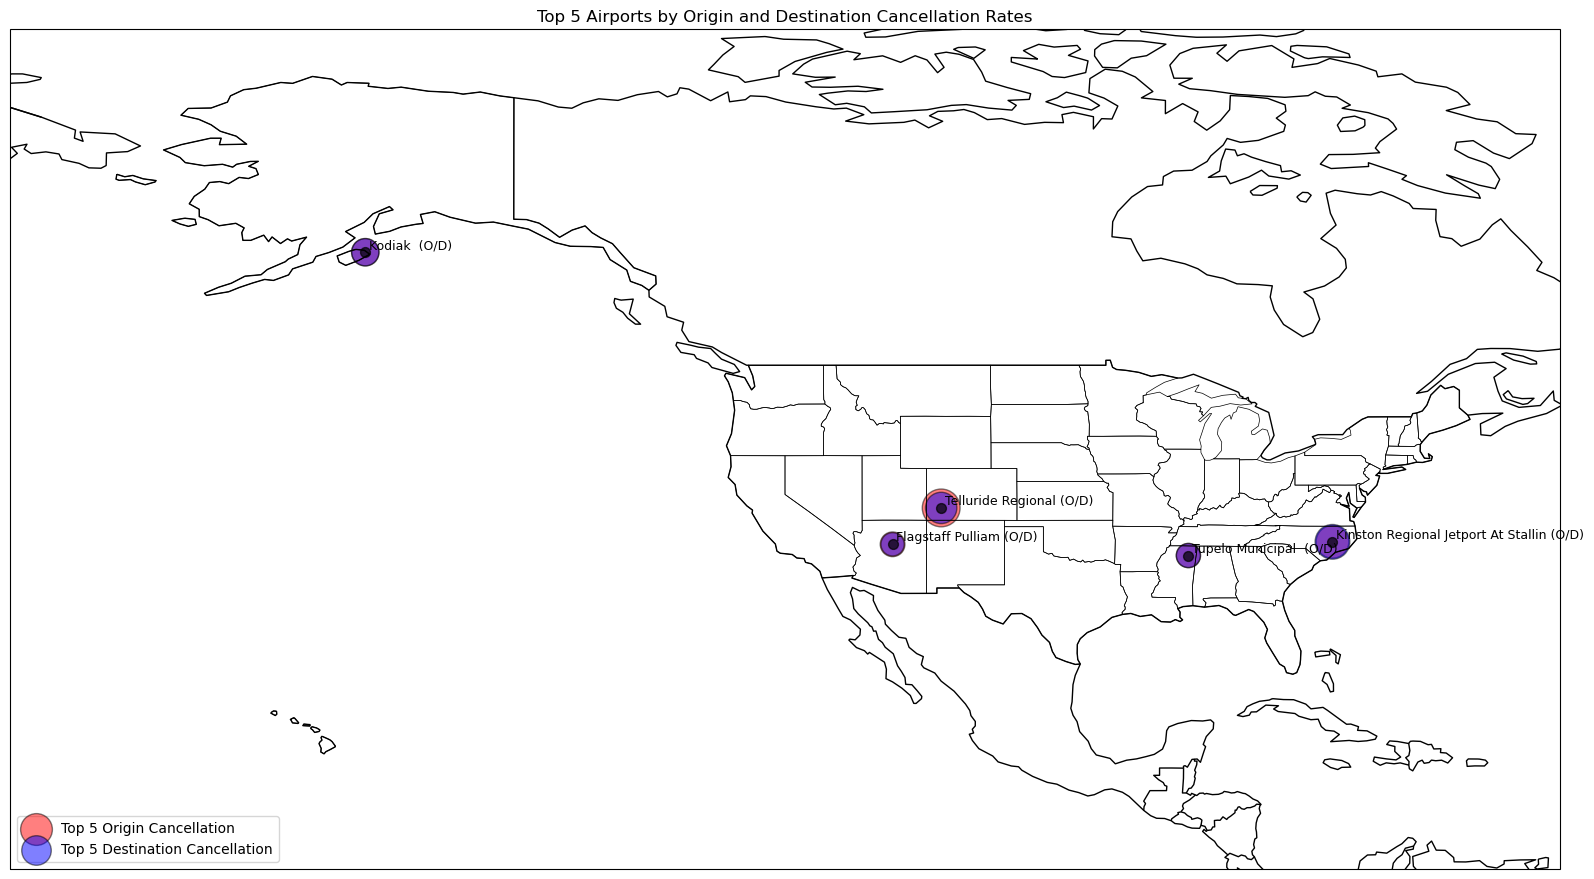 Top 5 Airports by Origin and Destination Cancellation Rates
Kodiak  (O/D)
Telluride Regional (O/D)
Flagstaff Pulliam (O/D)
Kinston Regional Jetport At Stallin (O/D)
Tupelo Municipal  (O/D)
Top 5 Origin Cancellation
Top 5 Destination Cancellation